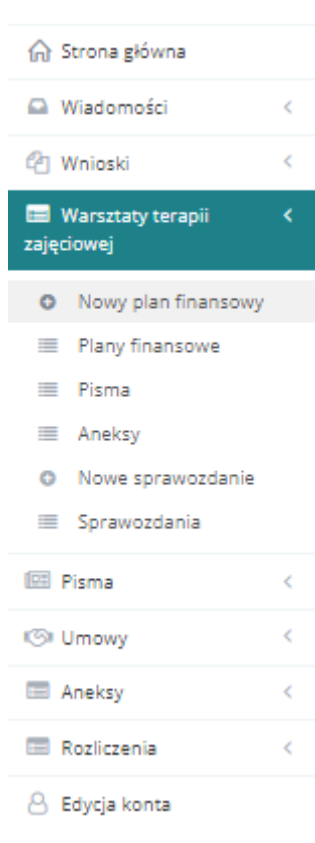 Strona główna
Wiadomości
Wnioski
Warsztaty terapii
zajęciowej
Nowy plan finansowy
Plany finansowe
Pisma
Aneksy
Nowe sprawozdanie
Sprawozdania
Pisma
Umowy
Aneksy
Rozliczenia
Edycja konta